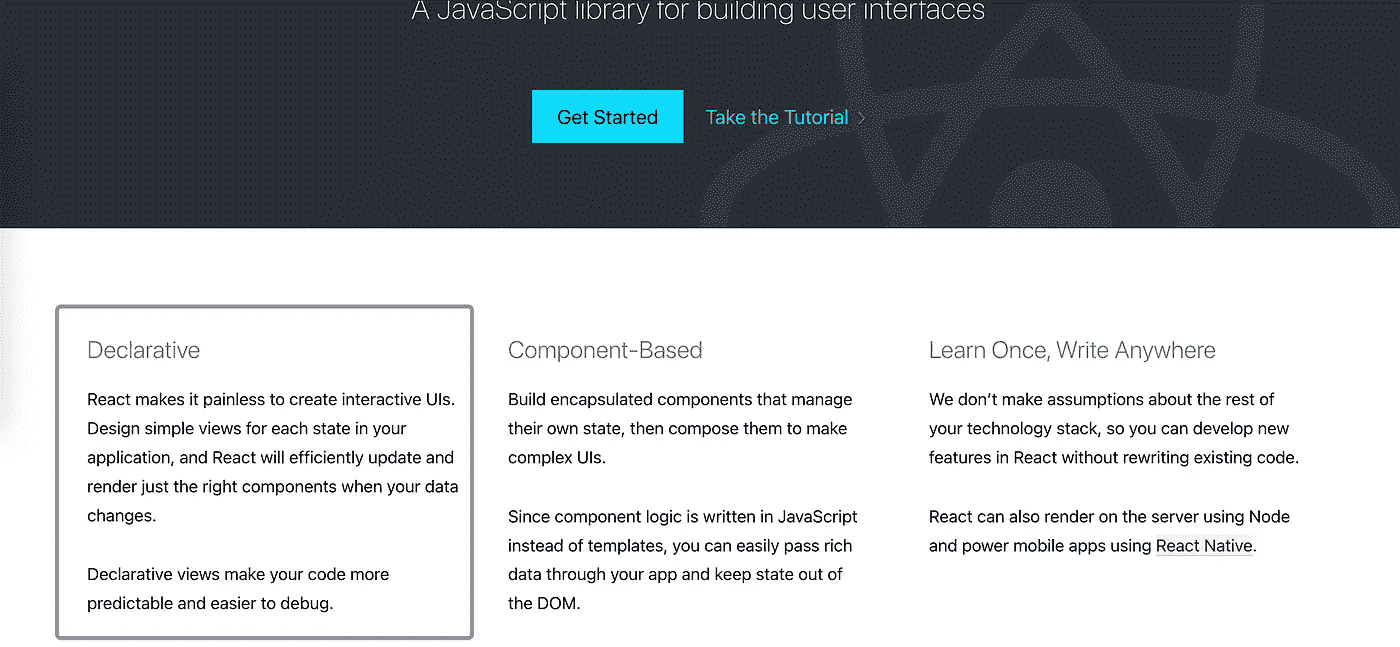 A JavaScript library for building user interfaces
Get Started
Take the Tutorial
Declarative
React makes it painless to create interactive UIs.
Design simple views for each state in your
application, and React will efficiently update and
render just the right components when your data
changes.
Declarative views make your code more
predictable and easier to debug.
Component-Based
Build encapsulated components that manage
their own state, then compose them to make
complex UIs.
Since component logic is written in JavaScript
instead of templates, you can easily pass rich
data through your app and keep state out of
the DOM.
Learn Once, Write Anywhere
We don’t make assumptions about the rest of
your technology stack, so you can develop new
features in React without rewriting existing code.
React can also render on the server using Node
and power mobile apps using React Native.